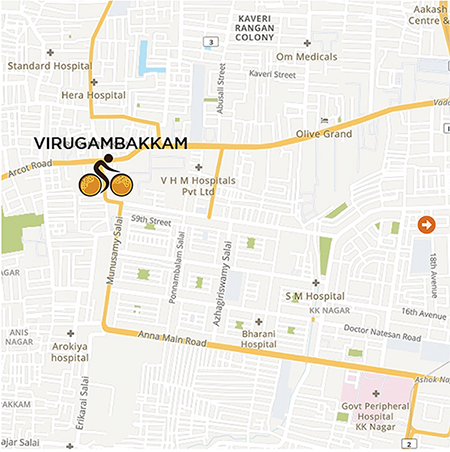 KAVERI
RANGAN
COLONY
Aakash
Centre &
3
Om Medicals
Standard Hospital
Kaveri Street
Hera Hospital
Abusali Street
Olive Grand
VIRUGAMBAKKAM
Arcot Road
V H M Hospitals
Pvt Ltd
59th Street
Munusamy Salai
Ponnambalam Salai
Azhagiriswamy Salai
18th Avenue
NAGAR
S M Hospital
KK NAGAR
16th Avenue
ANIS
NAGAR
Doctor Natesan Road
Arokiya
hospital
Anna Main Road
Bharani
Hospital
Ashok Na
Erikarai Salai
AKKAM
Govt Peripheral
Hospital
KK Nagar
ajar Salai
2